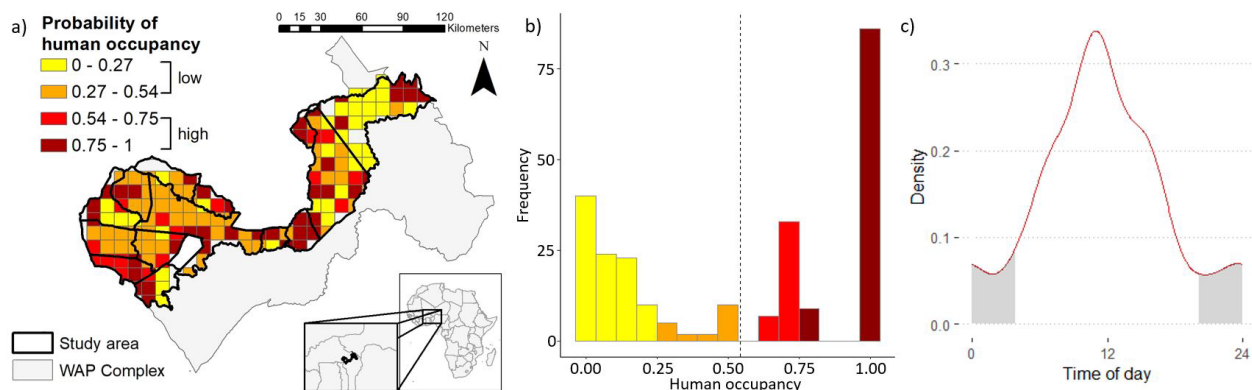 a)
Probability of
human occupancy
0 - 0.27
0.27 - 0.54
low
0.54 - 0.75
0.75 - 1
high
0 15 30 60 90 120
Kilometers
N
Study area
WAP Complex
b)
Frequency
75
50
25
0
0.00 0.25 0.50 0.75 1.00
Human occupancy
c)
Density
0.3
0.2
0.1
0.0
0 12 24
Time of day